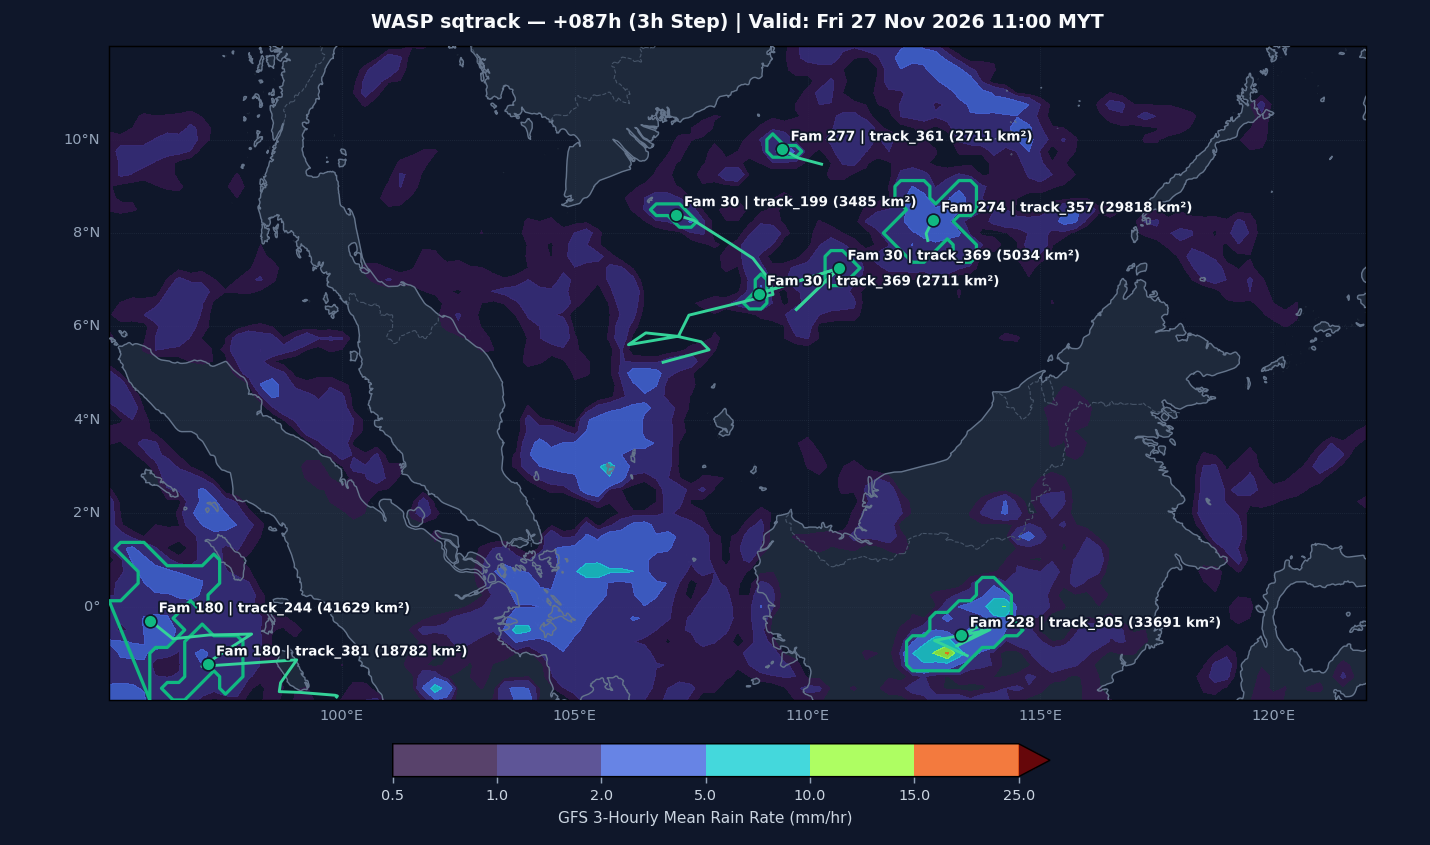 WASP sqtrack — +087h (3h Step) | Valid: Fri 27 Nov 2026 11:00 MYT
10°N
Fam 277 | track_361 (2711 km²)
Fam 30 | track_199 (3485 km²)
Fam 274 | track_357 (29818 km²)
8°N
Fam 30 | track_369 (5034 km²)
Fam 30 | track_369 (2711 km²)
6°N
4°N
2°N
0°
Fam 180 | track_244 (41629 km²)
Fam 228 | track_305 (33691 km²)
Fam 180 | track_381 (18782 km²)
100°E 105°E 110°E 115°E 120°E
0.5 1.0 2.0 5.0 10.0 15.0 25.0
GFS 3-Hourly Mean Rain Rate (mm/hr)